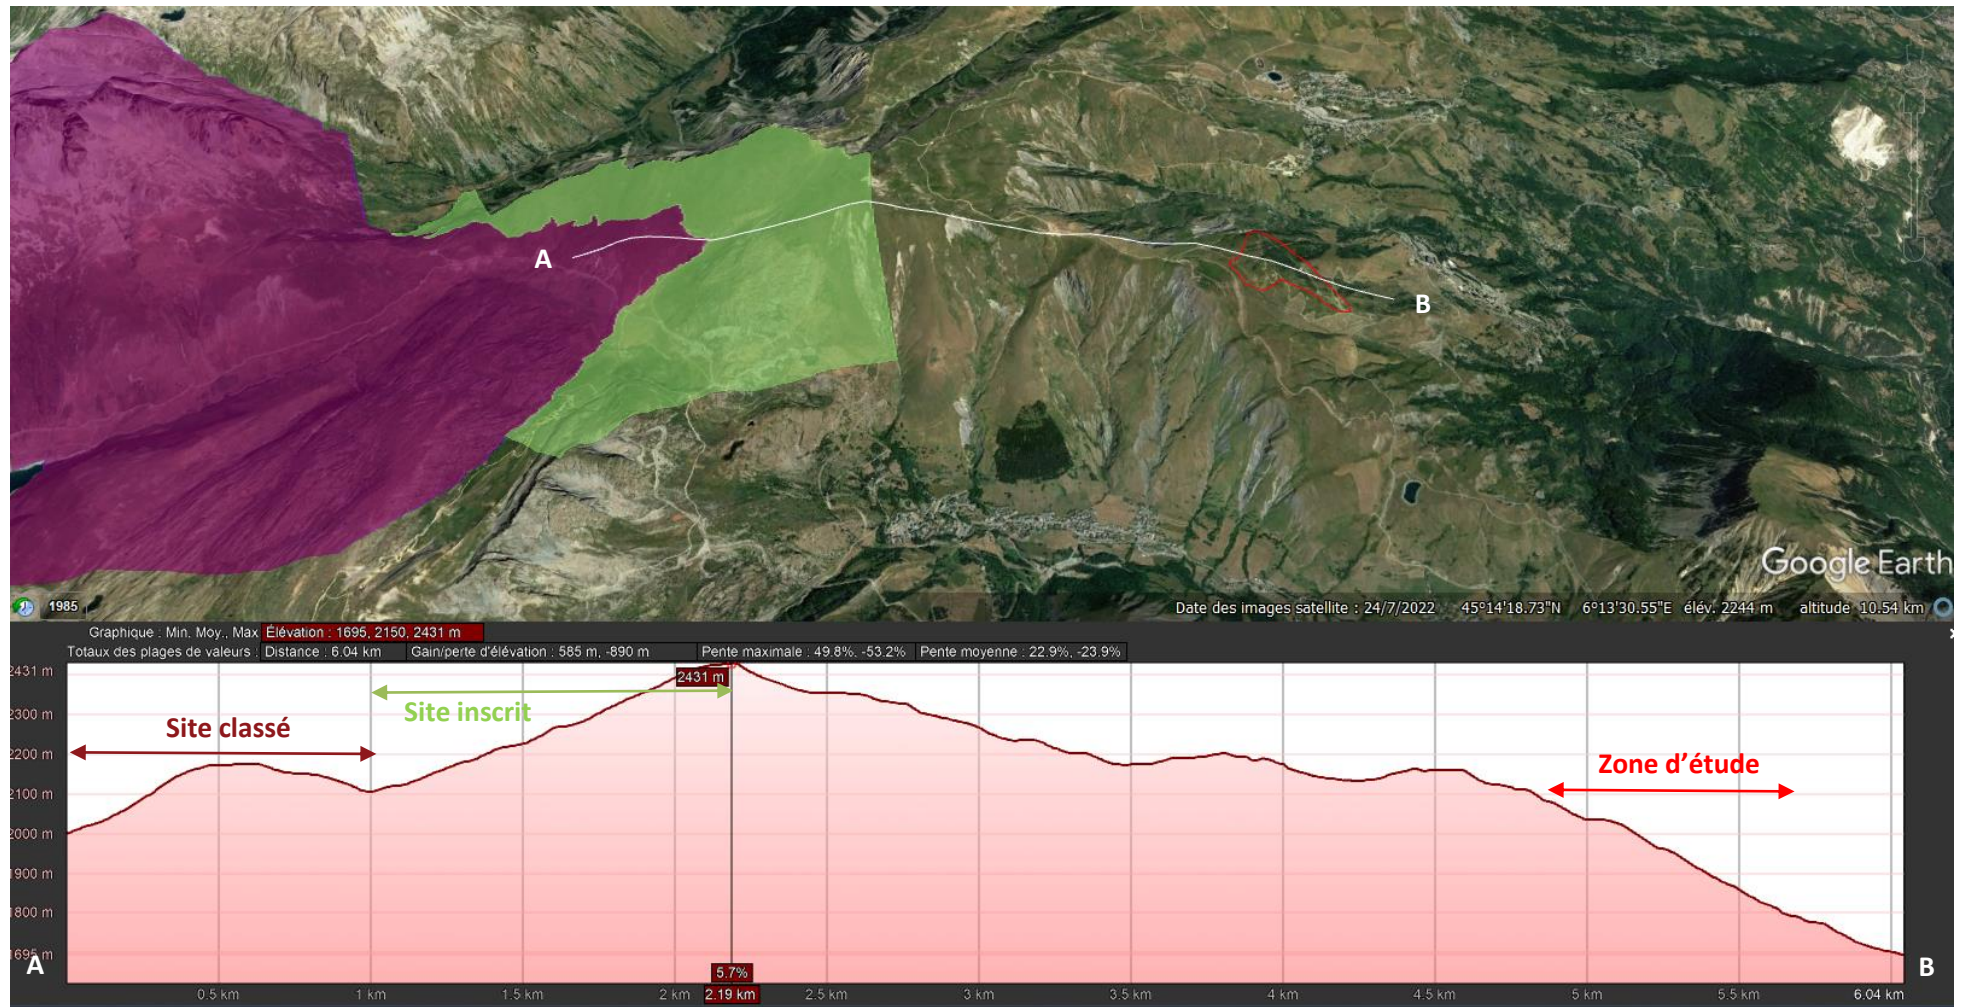 A
B
Google Earth
1985
Date des images satellite : 24/7/2022 45°14'18.73"N 6°13'30.55"E élév. 2244 m altitude 10.54 km
Graphique : Min. Moy., Max Élévation : 1695, 2150, 2431 m
Totaux des plages de valeurs : Distance : 6.04 km Gain/perte d'élévation : 585 m, -890 m Pente maximale : 49.8%, -53.2% Pente moyenne : 22.9%, -23.9%
2431 m
2431 m
Site inscrit
2300 m
Site classé
2200 m
Zone d'étude
2100 m
2000 m
1900 m
1800 m
1695 m
A
B
5.7%
0.5 km 1 km 1.5 km 2 km 2.19 km 2.5 km 3 km 3.5 km 4 km 4.5 km 5 km 5.5 km 6.04 km